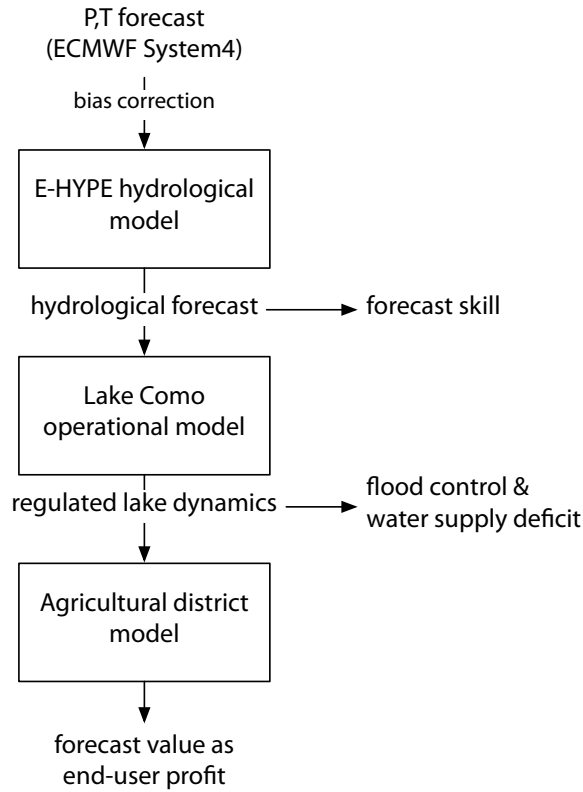 P,T forecast
(ECMWF System4)
bias correction
E-HYPE hydrological
model
hydrological forecast
forecast skill
Lake Como
operational model
regulated lake dynamics
flood control &
water supply deficit
Agricultural district
model
forecast value as
end-user profit